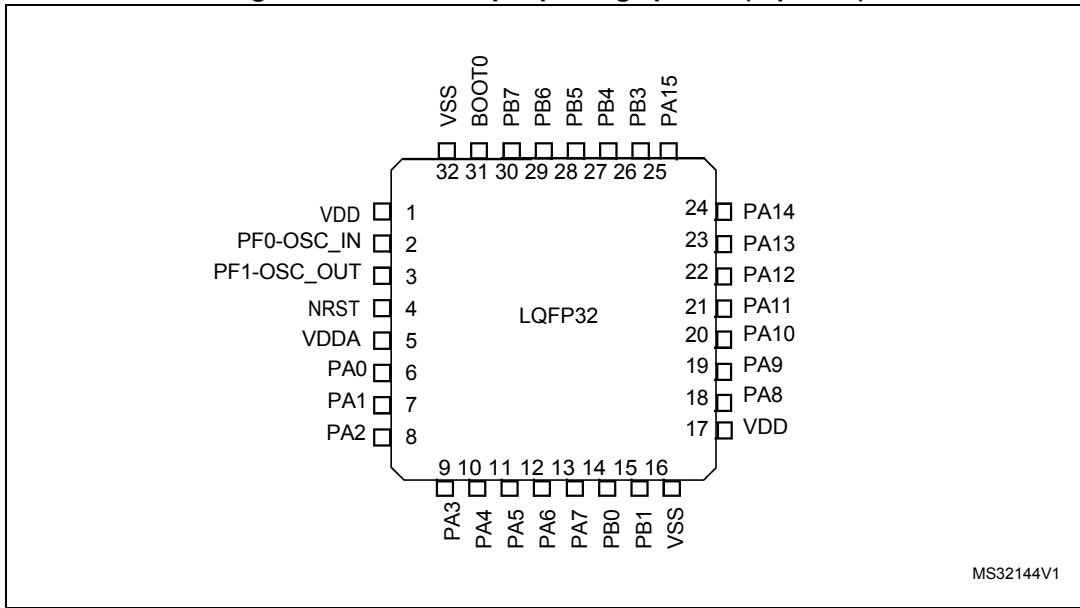 VSS
BOOT0
PB7
PB6
PB5
PB4
PB3
PA15
32 31 30 29 28 27 26 25
VDD 1
PF0-OSC_IN 2
PF1-OSC_OUT 3
NRST 4
VDDA 5
PA0 6
PA1 7
PA2 8
LQFP32
24 PA14
23 PA13
22 PA12
21 PA11
20 PA10
19 PA9
18 PA8
17 VDD
9 10 11 12 13 14 15 16
PA3
PA4
PA5
PA6
PA7
PB0
PB1
VSS
MS32144V1